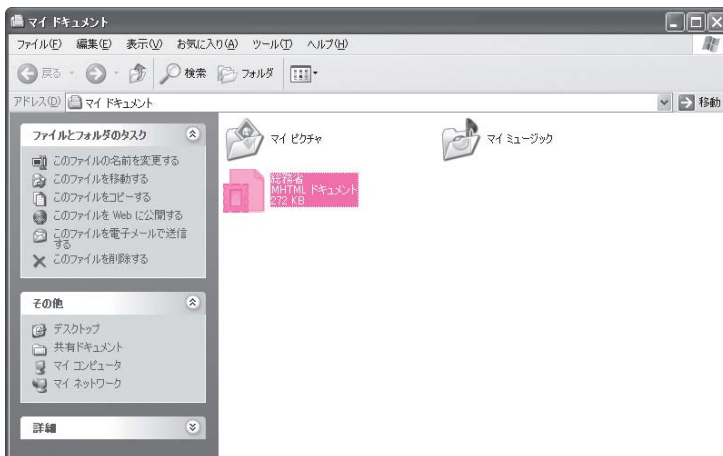 マイ ドキュメント
ファイル(F) 編集(E) 表示(V) お気に入り(A) ツール(T) ヘルプ(H)
戻る 検索 フォルダ
アドレス(D) マイ ドキュメント 移動
ファイルとフォルダのタスク
このファイルの名前を変更する
このファイルを移動する
このファイルをコピーする
このファイルを Web に公開する
このファイルを電子メールで送信
する
このファイルを削除する
その他
デスクトップ
共有ドキュメント
マイ コンピュータ
マイ ネットワーク
詳細
マイ ピクチャ
マイ ミュージック
総務省
MHTML ドキュメント
272 KB